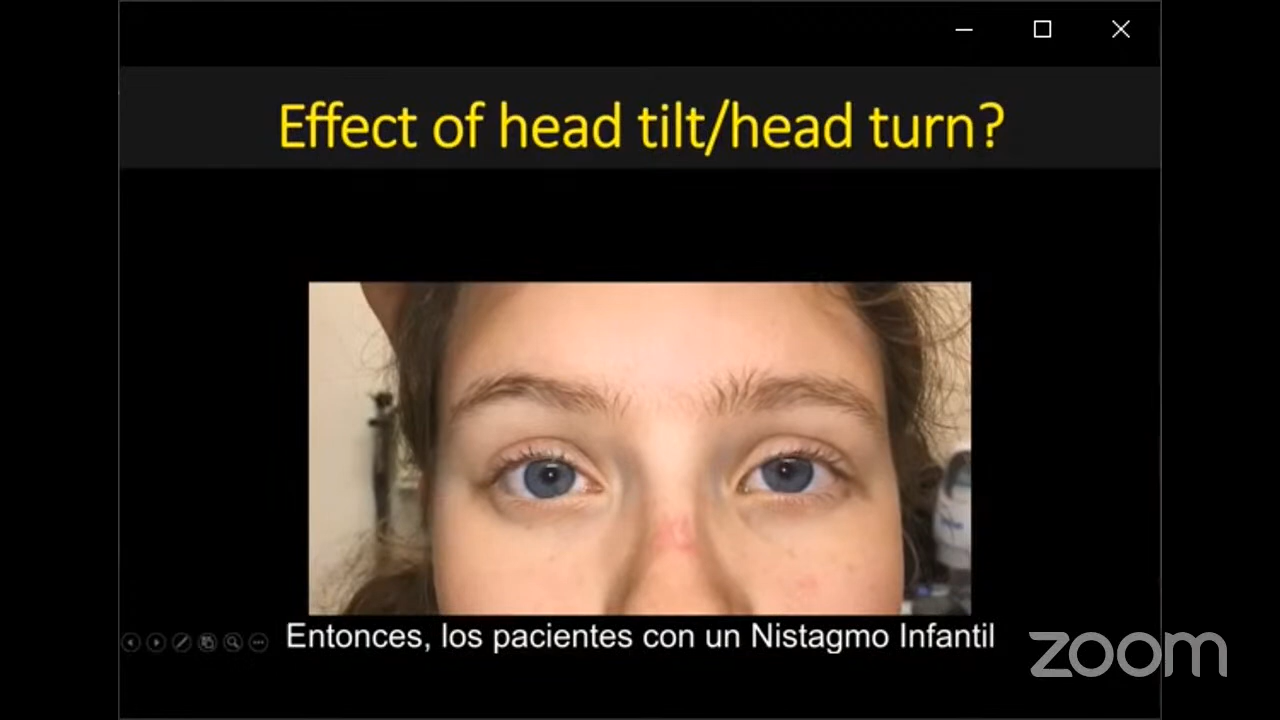 Effect of head tilt/head turn?
Entonces, los pacientes con un Nistagmo Infantil
zoom